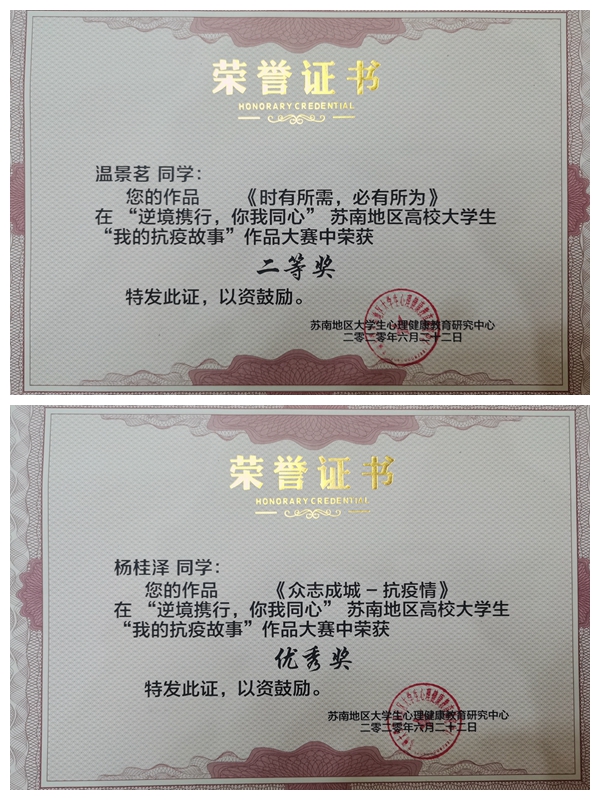 荣誉证书
HONORARY CREDENTIAL
温景茗 同学：
您的作品 《时有所需，必有所为》
在 “逆境携行，你我同心” 苏南地区高校大学生
“我的抗疫故事”作品大赛中荣获
二等奖
特发此证，以资鼓励。
苏南地区大学生心理健康教育研究中心
二零二零年六月二十二日
荣誉证书
HONORARY CREDENTIAL
杨桂泽 同学：
您的作品 《众志成城－抗疫情》
在 “逆境携行，你我同心” 苏南地区高校大学生
“我的抗疫故事”作品大赛中荣获
优秀奖
特发此证，以资鼓励。
苏南地区大学生心理健康教育研究中心
二零二零年六月二十二日